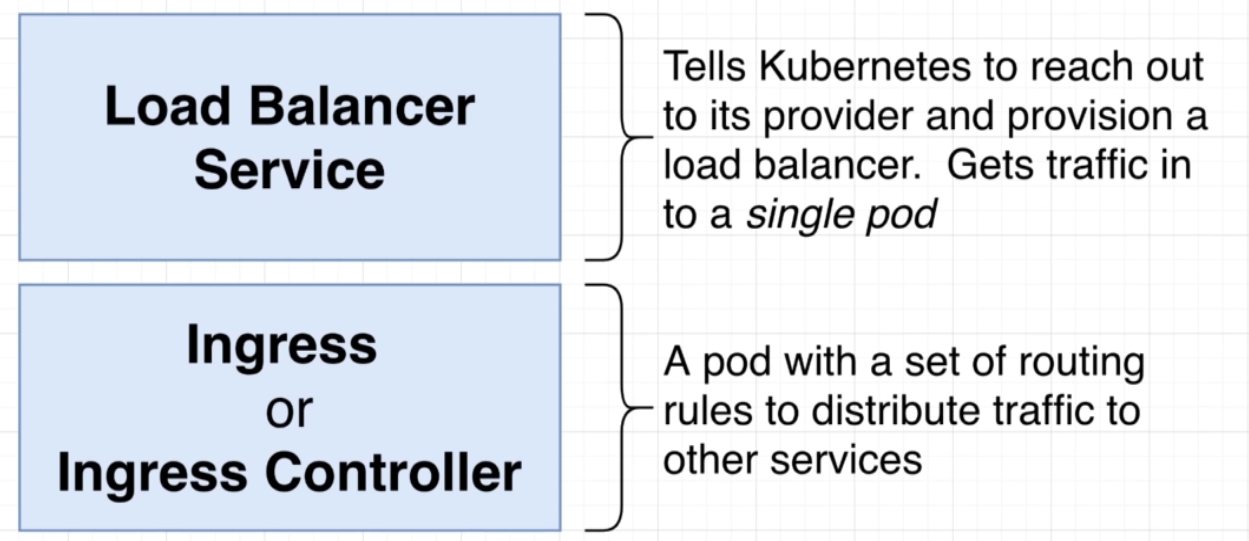 Load Balancer
Service
Tells Kubernetes to reach out
to its provider and provision a
load balancer.  Gets traffic in
to a single pod
Ingress
or
Ingress Controller
A pod with a set of routing
rules to distribute traffic to
other services